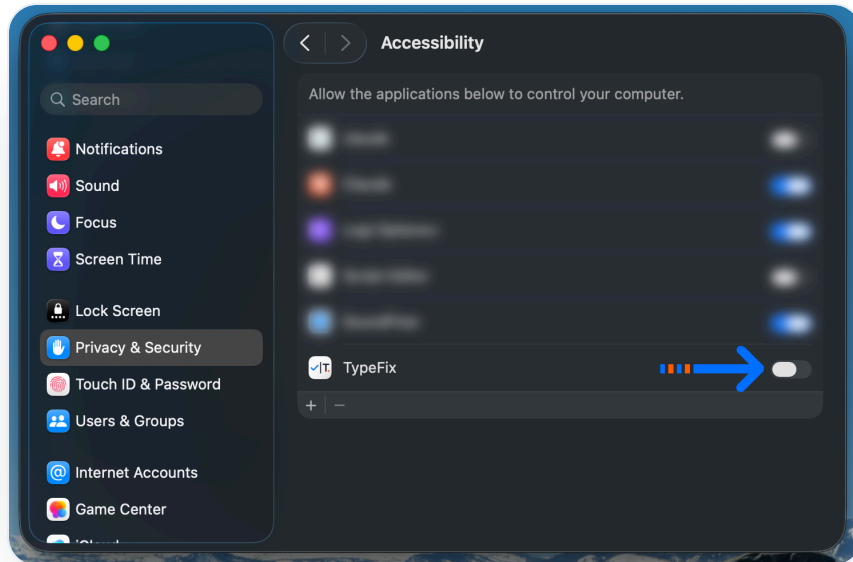 Accessibility
Search
Allow the applications below to control your computer.
Notifications
Sound
Focus
Screen Time
Lock Screen
Privacy & Security
Touch ID & Password
Users & Groups
Internet Accounts
Game Center
TypeFix